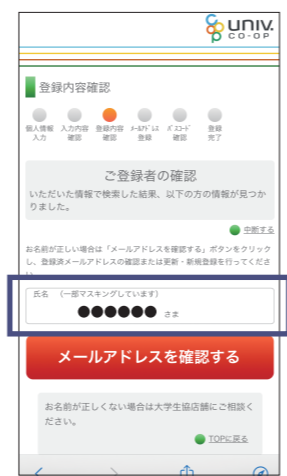 UNIV.
CO-OP
登録内容確認
個人情報 入力内容 登録内容 メールアドレス パスコード 登録
入力 確認 確認 登録 確認 完了
ご登録者の確認
いただいた情報で検索した結果、以下の方の情報が見つか
りました。
中断する
お名前が正しい場合は「メールアドレスを確認する」ボタンをクリック
し、登録済メールアドレスの確認または更新・新規登録を行ってくださ
い。
氏名 （一部マスキングしています）
●●●●●● さま
メールアドレスを確認する
お名前が正しくない場合は大学生協店舗にご相談く
ださい。
TOPに戻る